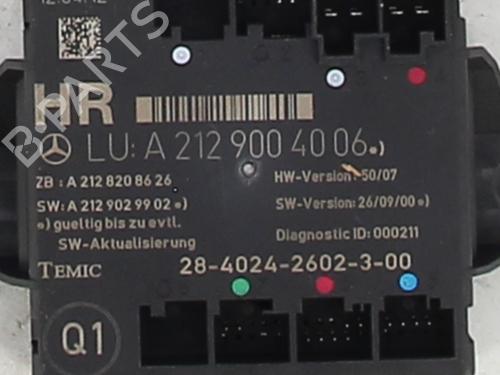 HR
LU: A 212 900 40 06 •)
ZB : A 212 820 86 26
HW-Version: 50/07
SW: A 212 902 99 02 •)
SW-Version: 26/09/00 •)
•) gueltig bis zu evtl.
SW-Aktualisierung
Diagnostic ID: 000211
TEMIC
28-4024-2602-3-00
Q1
B-PARTS